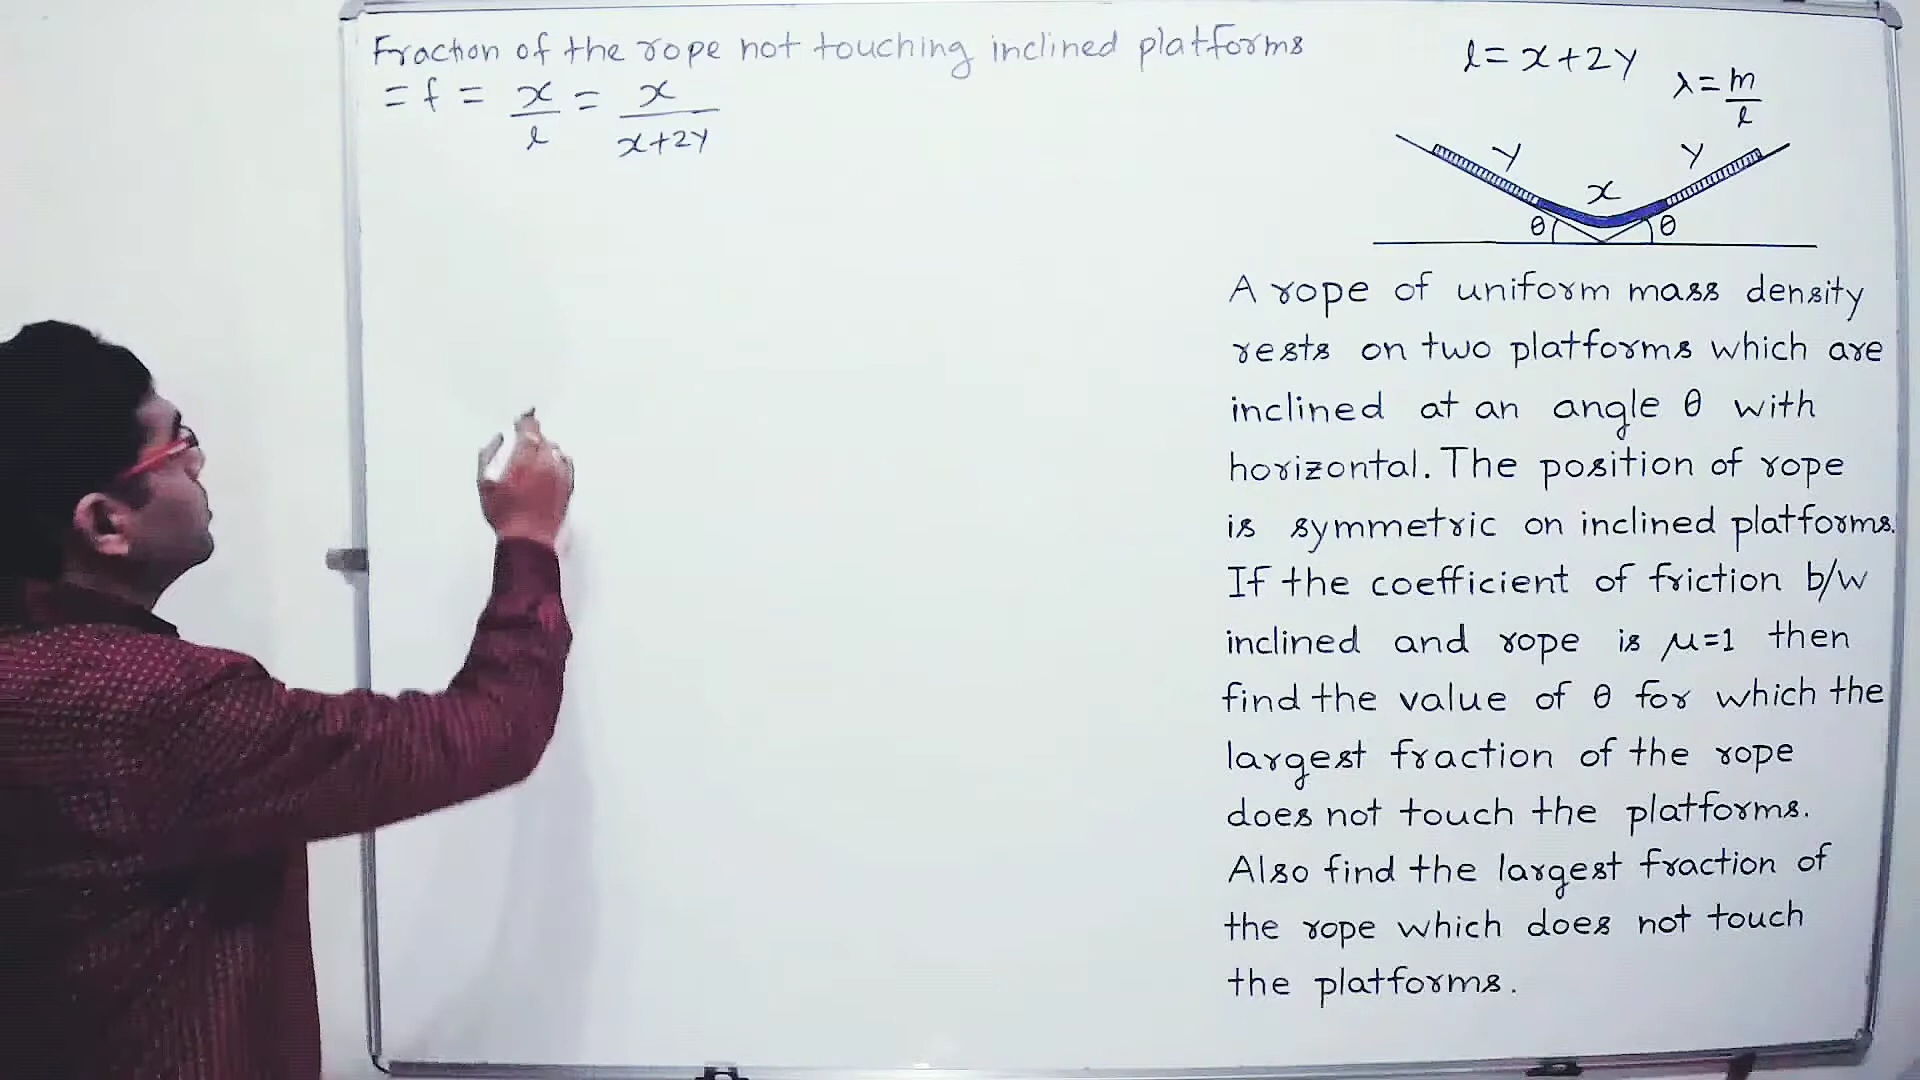 Fraction of the rope not touching inclined platforms
= f = x/l = x/(x+2y)
l = x+2y
λ = m/l
y y
x
θ θ
A rope of uniform mass density
rests on two platforms which are
inclined at an angle θ with
horizontal. The position of rope
is symmetric on inclined platforms.
If the coefficient of friction b/w
inclined and rope is μ=1 then
find the value of θ for which the
largest fraction of the rope
does not touch the platforms.
Also find the largest fraction of
the rope which does not touch
the platforms.